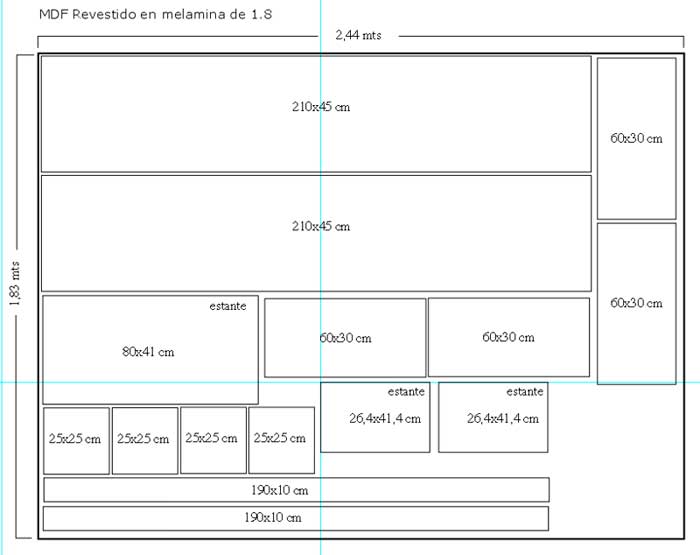 MDF Revestido en melamina de 1.8
2,44 mts
1,83 mts
210x45 cm
60x30 cm
210x45 cm
60x30 cm
estante
80x41 cm
60x30 cm
60x30 cm
estante
26,4x41,4 cm
estante
26,4x41,4 cm
25x25 cm
25x25 cm
25x25 cm
25x25 cm
190x10 cm
190x10 cm